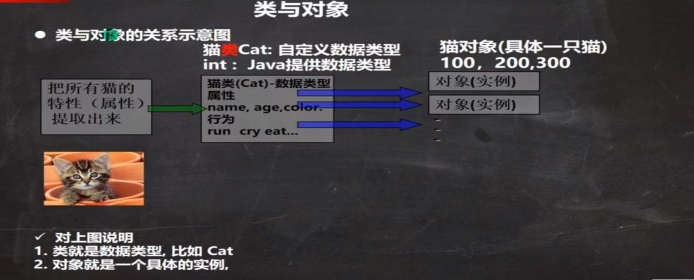 类与对象
● 类与对象的关系示意图
猫类Cat: 自定义数据类型
int : Java提供数据类型
猫对象(具体一只猫)
100, 200,300
把所有猫的
特性（属性）
提取出来
猫类(Cat)-数据类型
属性
name, age,color.
行为
run cry eat...
对象(实例)
对象(实例)
-
-
-
✓ 对上图说明
1. 类就是数据类型, 比如 Cat
2. 对象就是一个具体的实例,